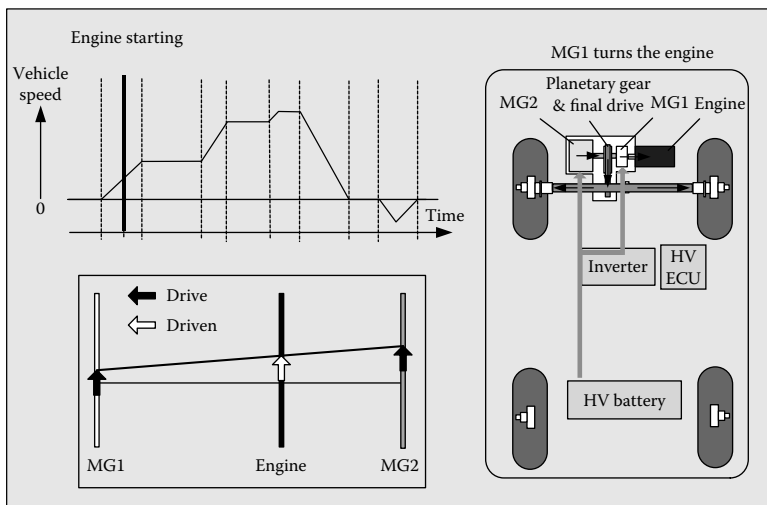 Engine starting
Vehicle
speed
0
Time
Drive
Driven
MG1
Engine
MG2
MG1 turns the engine
Planetary gear
& final drive
MG2
MG1
Engine
Inverter
HV
ECU
HV battery